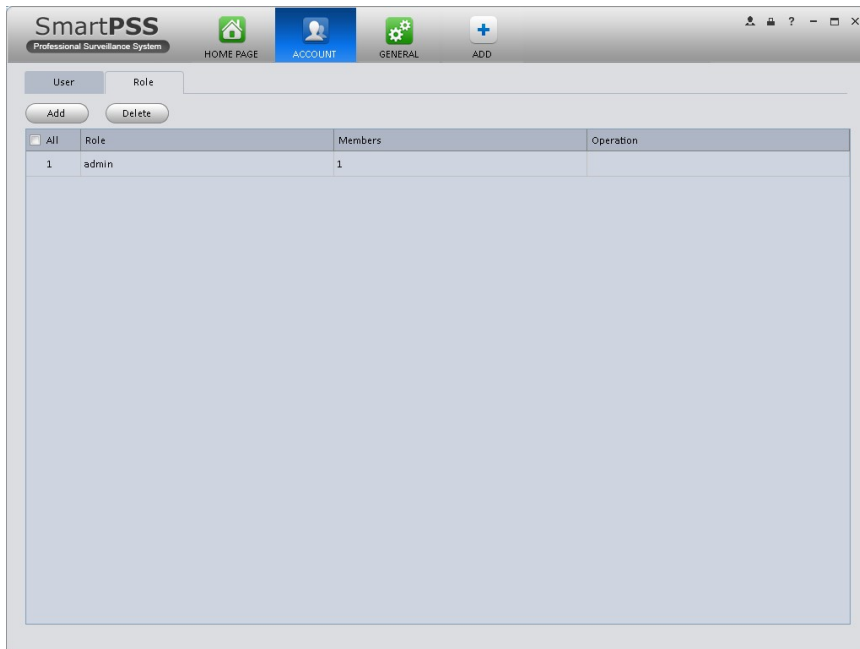 SmartPSS
Professional Surveillance System
HOME PAGE
ACCOUNT
GENERAL
ADD
?
User
Role
Add
Delete
All Role Members Operation
1 admin 1